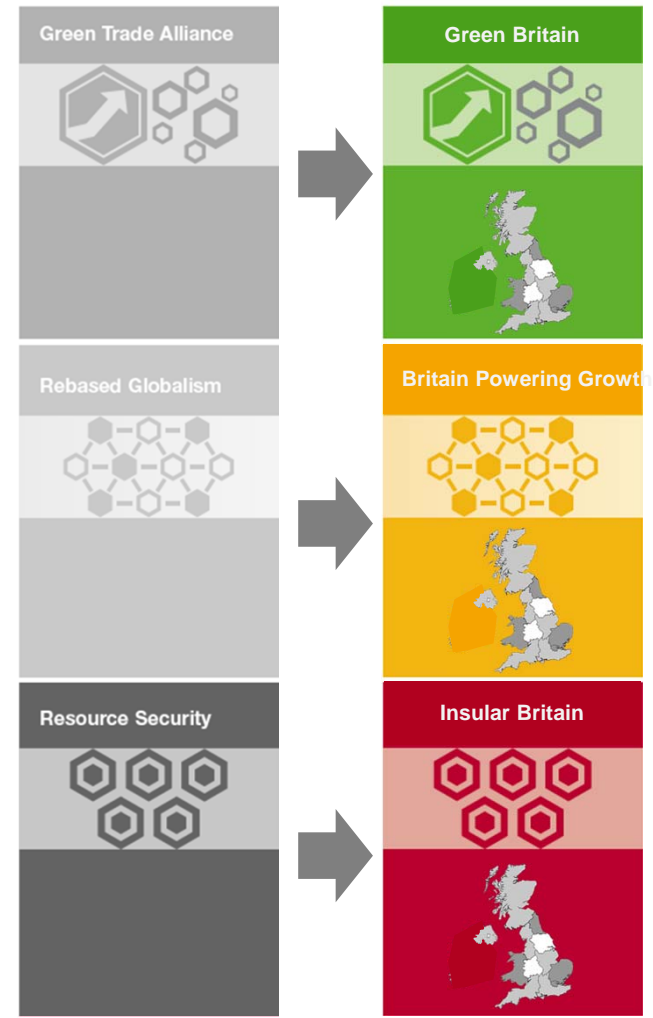 Green Trade Alliance
Green Britain
Rebased Globalism
Britain Powering Growth
Resource Security
Insular Britain